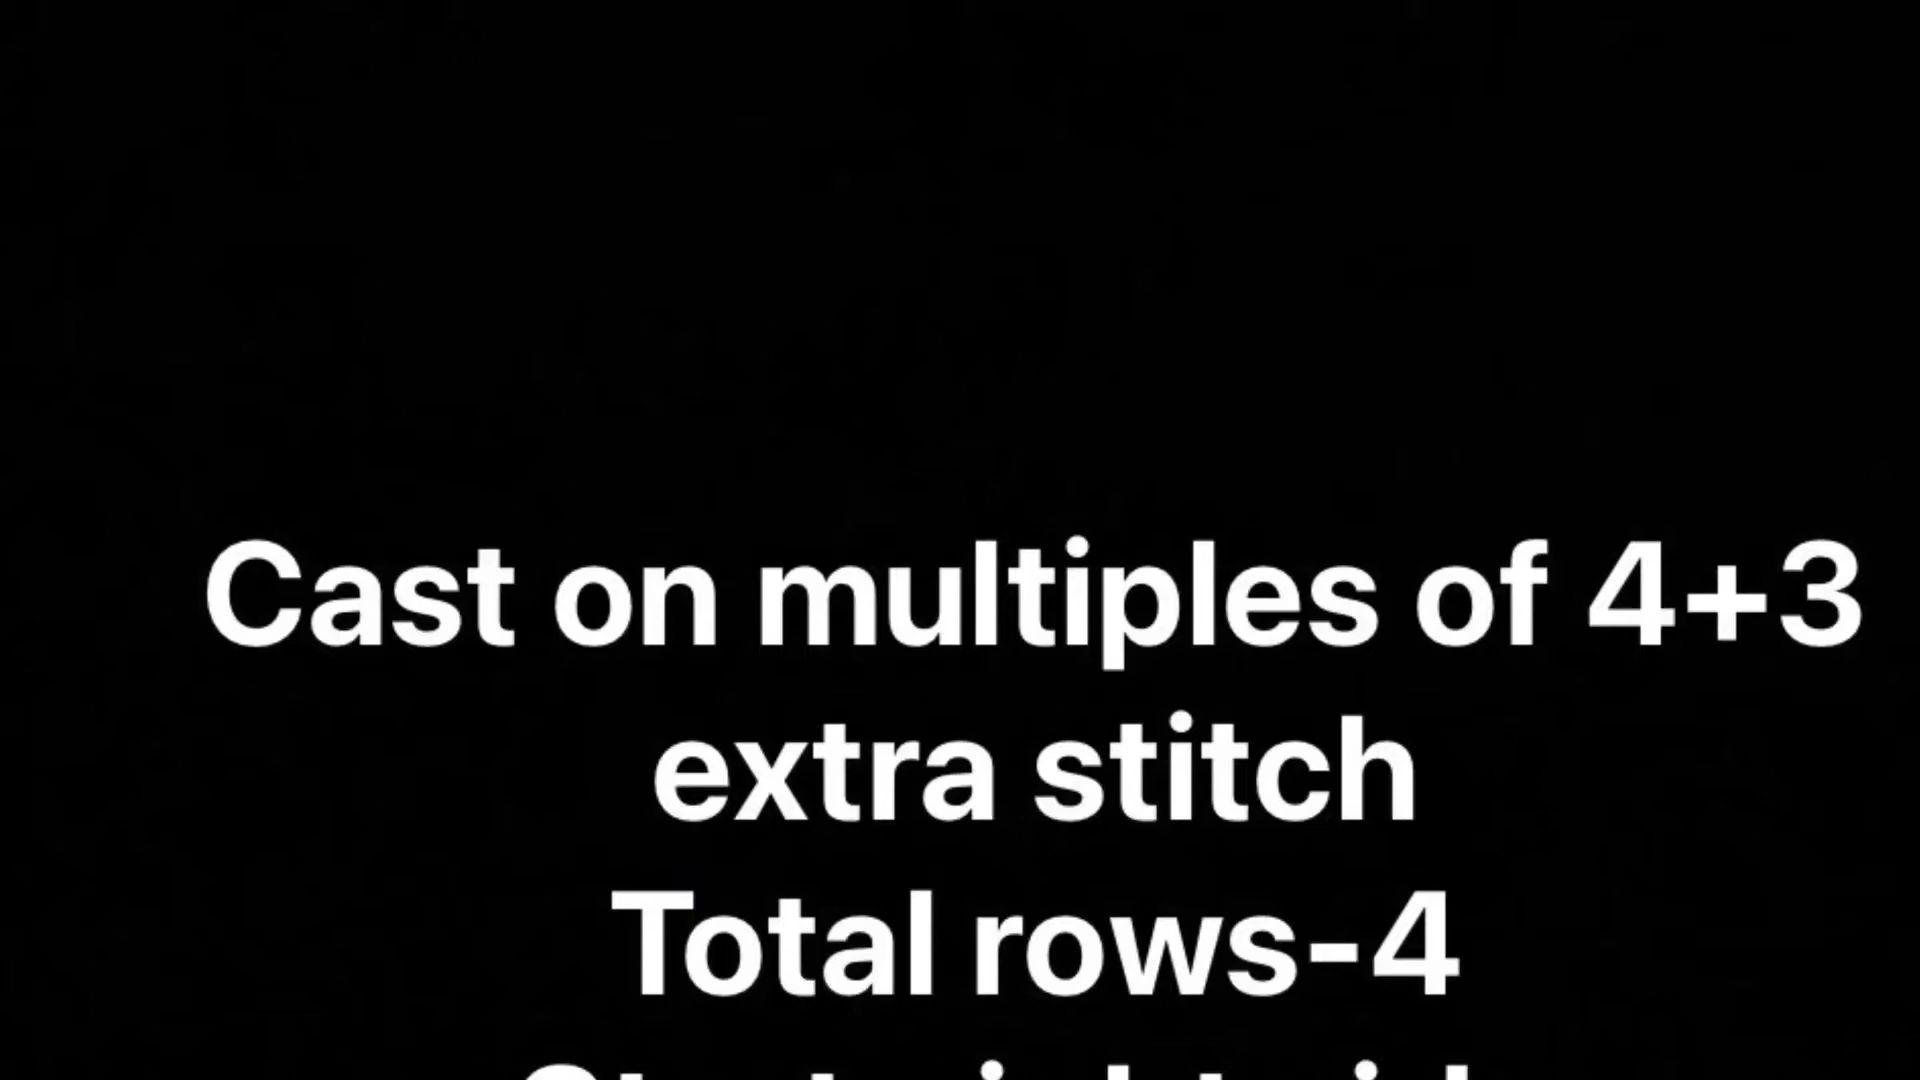 Cast on multiples of 4+3
extra stitch
Total rows-4